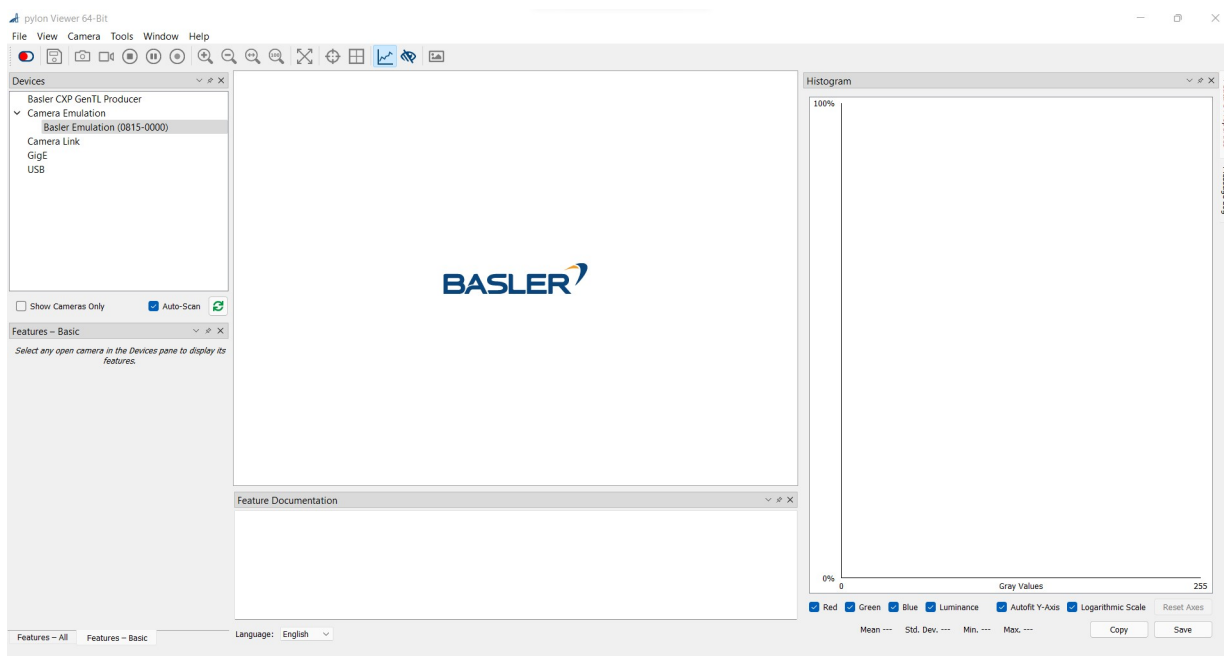 pylon Viewer 64-Bit
File View Camera Tools Window Help
Devices
Basler CXP GenTL Producer
Camera Emulation
Basler Emulation (0815-0000)
Camera Link
GigE
USB
Show Cameras Only Auto-Scan
Features – Basic
Select any open camera in the Devices pane to display its
features.
Features – All Features – Basic
BASLER
Feature Documentation
Language: English
Histogram
100%
0%
0 Gray Values 255
Red Green Blue Luminance Autofit Y-Axis Logarithmic Scale Reset Axes
Mean --- Std. Dev. --- Min. --- Max. --- Copy Save